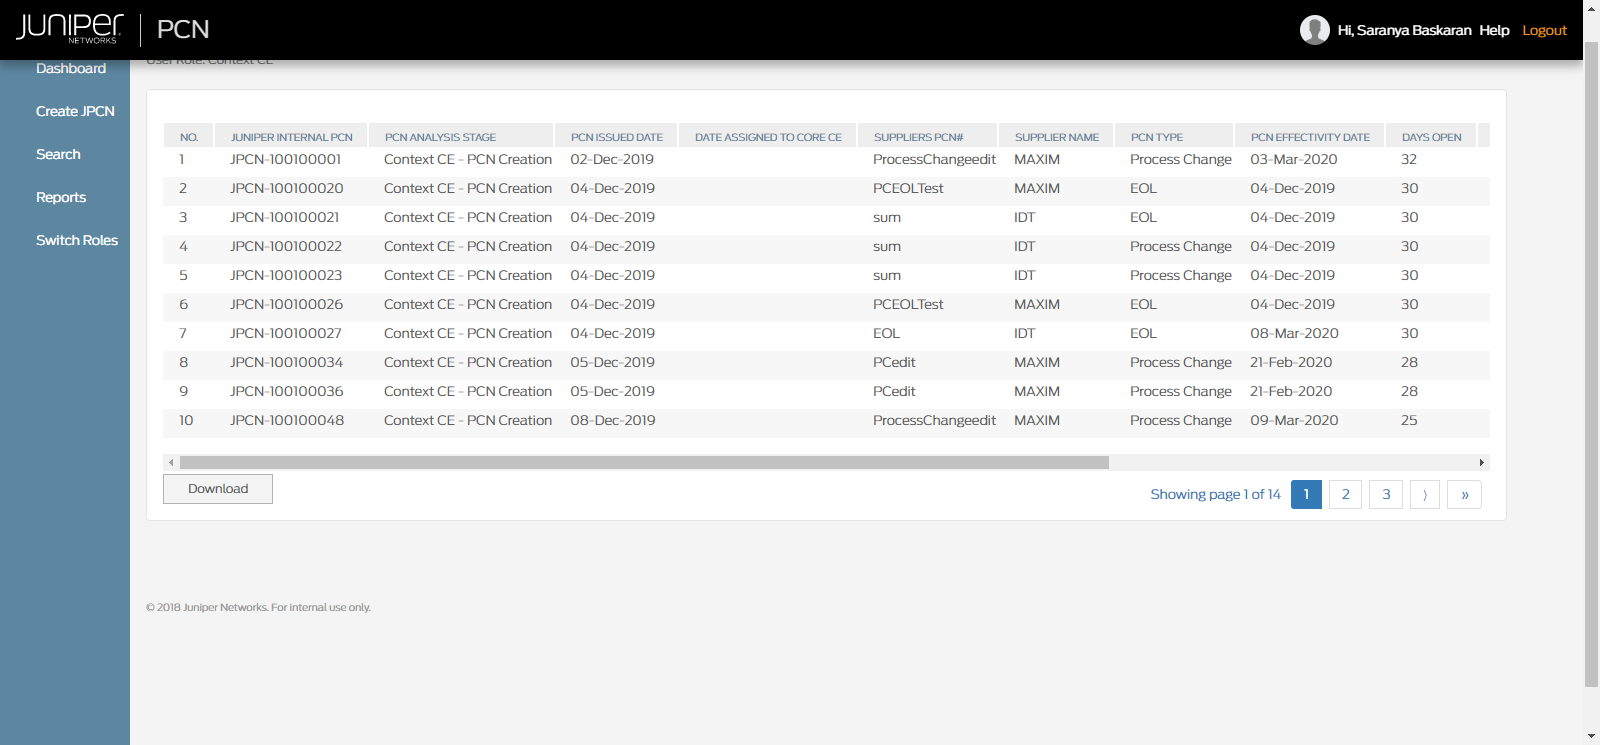 JUNIPER NETWORKS PCN Hi, Saranya Baskaran Help Logout
User Role: Context CE
Dashboard
Create JPCN
Search
Reports
Switch Roles
NO. JUNIPER INTERNAL PCN PCN ANALYSIS STAGE PCN ISSUED DATE DATE ASSIGNED TO CORE CE SUPPLIERS PCN# SUPPLIER NAME PCN TYPE PCN EFFECTIVITY DATE DAYS OPEN
1 JPCN-100100001 Context CE - PCN Creation 02-Dec-2019 ProcessChangeedit MAXIM Process Change 03-Mar-2020 32
2 JPCN-100100020 Context CE - PCN Creation 04-Dec-2019 PCEOLTest MAXIM EOL 04-Dec-2019 30
3 JPCN-100100021 Context CE - PCN Creation 04-Dec-2019 sum IDT EOL 04-Dec-2019 30
4 JPCN-100100022 Context CE - PCN Creation 04-Dec-2019 sum IDT Process Change 04-Dec-2019 30
5 JPCN-100100023 Context CE - PCN Creation 04-Dec-2019 sum IDT Process Change 04-Dec-2019 30
6 JPCN-100100026 Context CE - PCN Creation 04-Dec-2019 PCEOLTest MAXIM EOL 04-Dec-2019 30
7 JPCN-100100027 Context CE - PCN Creation 04-Dec-2019 EOL IDT EOL 08-Mar-2020 30
8 JPCN-100100034 Context CE - PCN Creation 05-Dec-2019 PCedit MAXIM Process Change 21-Feb-2020 28
9 JPCN-100100036 Context CE - PCN Creation 05-Dec-2019 PCedit MAXIM Process Change 21-Feb-2020 28
10 JPCN-100100048 Context CE - PCN Creation 08-Dec-2019 ProcessChangeedit MAXIM Process Change 09-Mar-2020 25
Download
Showing page 1 of 14 1 2 3 ⟩ »
© 2018 Juniper Networks. For internal use only.